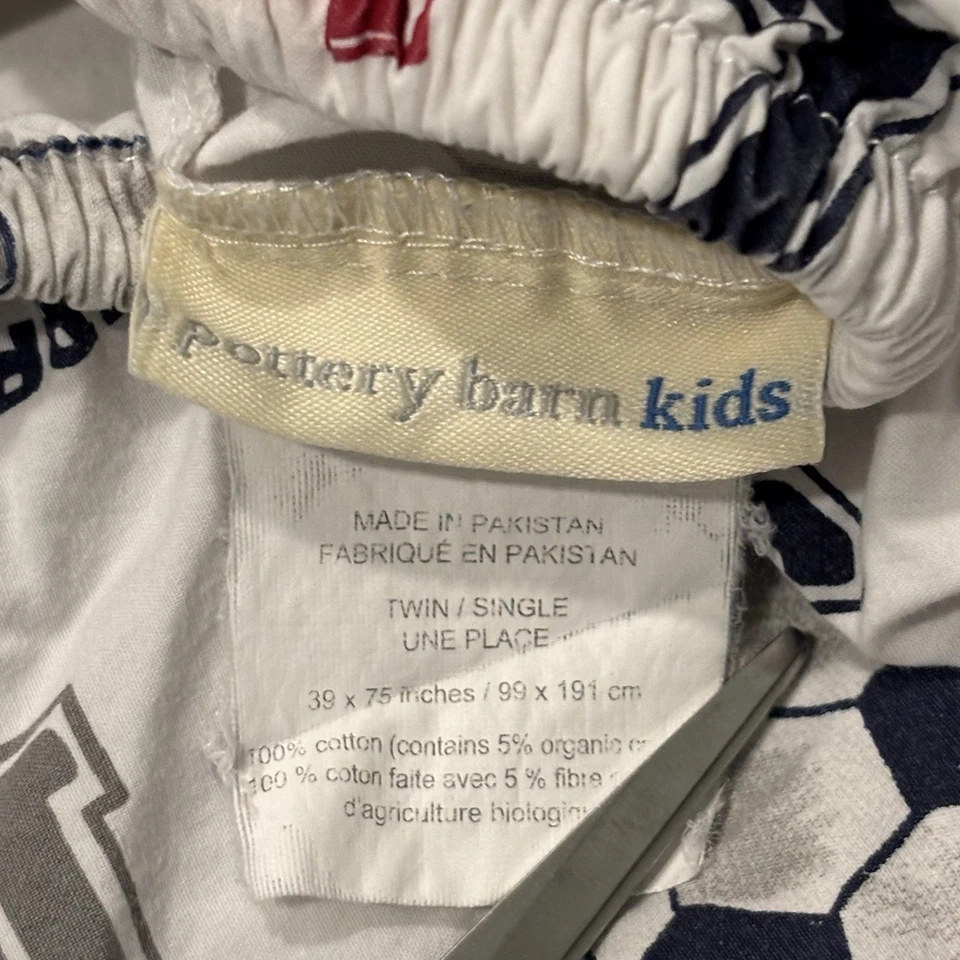 pottery barn kids
MADE IN PAKISTAN
FABRIQUÉ EN PAKISTAN
TWIN / SINGLE
UNE PLACE
39 x 75 inches / 99 x 191 cm
100% cotton (contains 5% organic
100 % coton faite avec 5 % fibre
d'agriculture